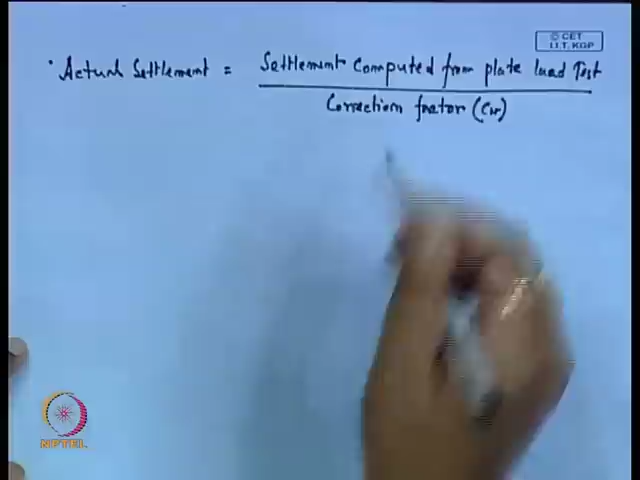 © CET
I.I.T. KGP
Actual Settlement = Settlement Computed from plate load Test
Correction factor (Cw)
NPTEL